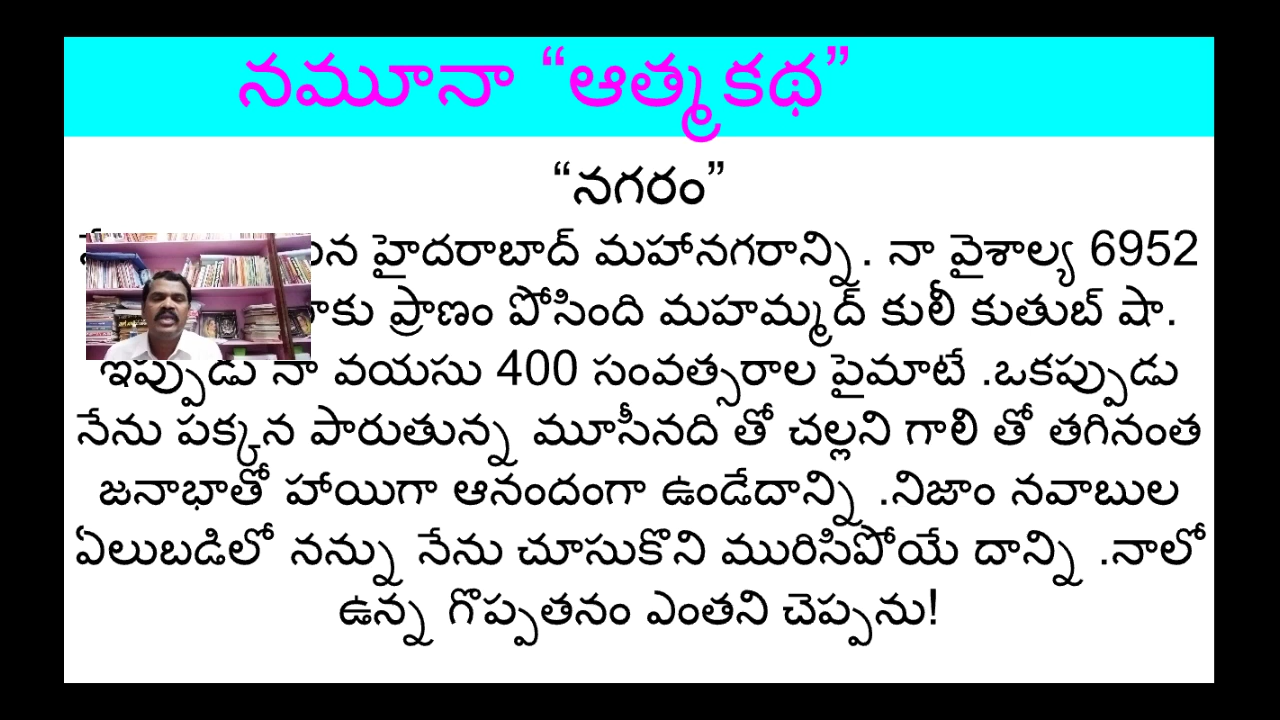 నమూనా “ఆత్మకథ”
“నగరం”
హైదరాబాద్ మహానగరాన్ని . నా వైశాల్య 6952
ప్రాణం పోసింది మహమ్మద్ కులీ కుతుబ్ షా.
ఇప్పుడు నా వయసు 400 సంవత్సరాల పైమాటే .ఒకప్పుడు
నేను పక్కన పారుతున్న మూసీనది తో చల్లని గాలి తో తగినంత
జనాభాతో హాయిగా ఆనందంగా ఉండేదాన్ని .నిజాం నవాబుల
ఏలుబడిలో నన్ను నేను చూసుకొని మురిసిపోయే దాన్ని .నాలో
ఉన్న గొప్పతనం ఎంతని చెప్పను!